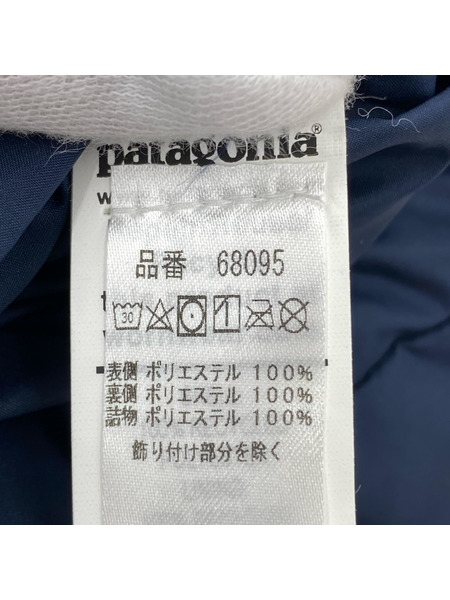 patagonia®
品番 68095
30
表側 ポリエステル 100%
裏側 ポリエステル 100%
詰物 ポリエステル 100%
飾り付け部分を除く